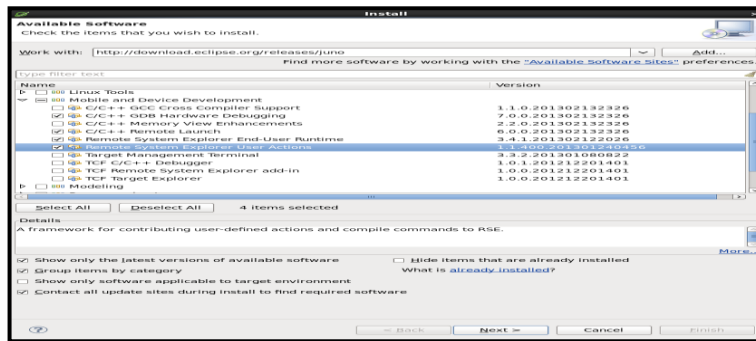 Install
Available Software
Check the items that you wish to install.
Work with: http://download.eclipse.org/releases/juno Add...
Find more software by working with the "Available Software Sites" preferences.
type filter text
Name Version
Linux Tools
Mobile and Device Development
C/C++ GCC Cross Compiler Support 1.1.0.201302132326
C/C++ GDB Hardware Debugging 7.0.0.201302132326
C/C++ Memory View Enhancements 2.2.0.201302132326
C/C++ Remote Launch 6.0.0.201302132326
Remote System Explorer End-User Runtime 3.4.1.201209122026
Remote System Explorer User Actions 1.1.400.201301240456
Target Management Terminal 3.3.2.201301080822
TCF C/C++ Debugger 1.0.1.201212201401
TCF Remote System Explorer add-in 1.0.0.201212201401
TCF Target Explorer 1.0.0.201212201401
Modeling
Select All Deselect All 4 items selected
Details
A framework for contributing user-defined actions and compile commands to RSE.
More...
Show only the latest versions of available software Hide items that are already installed
Group items by category What is already installed?
Show only software applicable to target environment
Contact all update sites during install to find required software
< Back Next > Cancel Finish